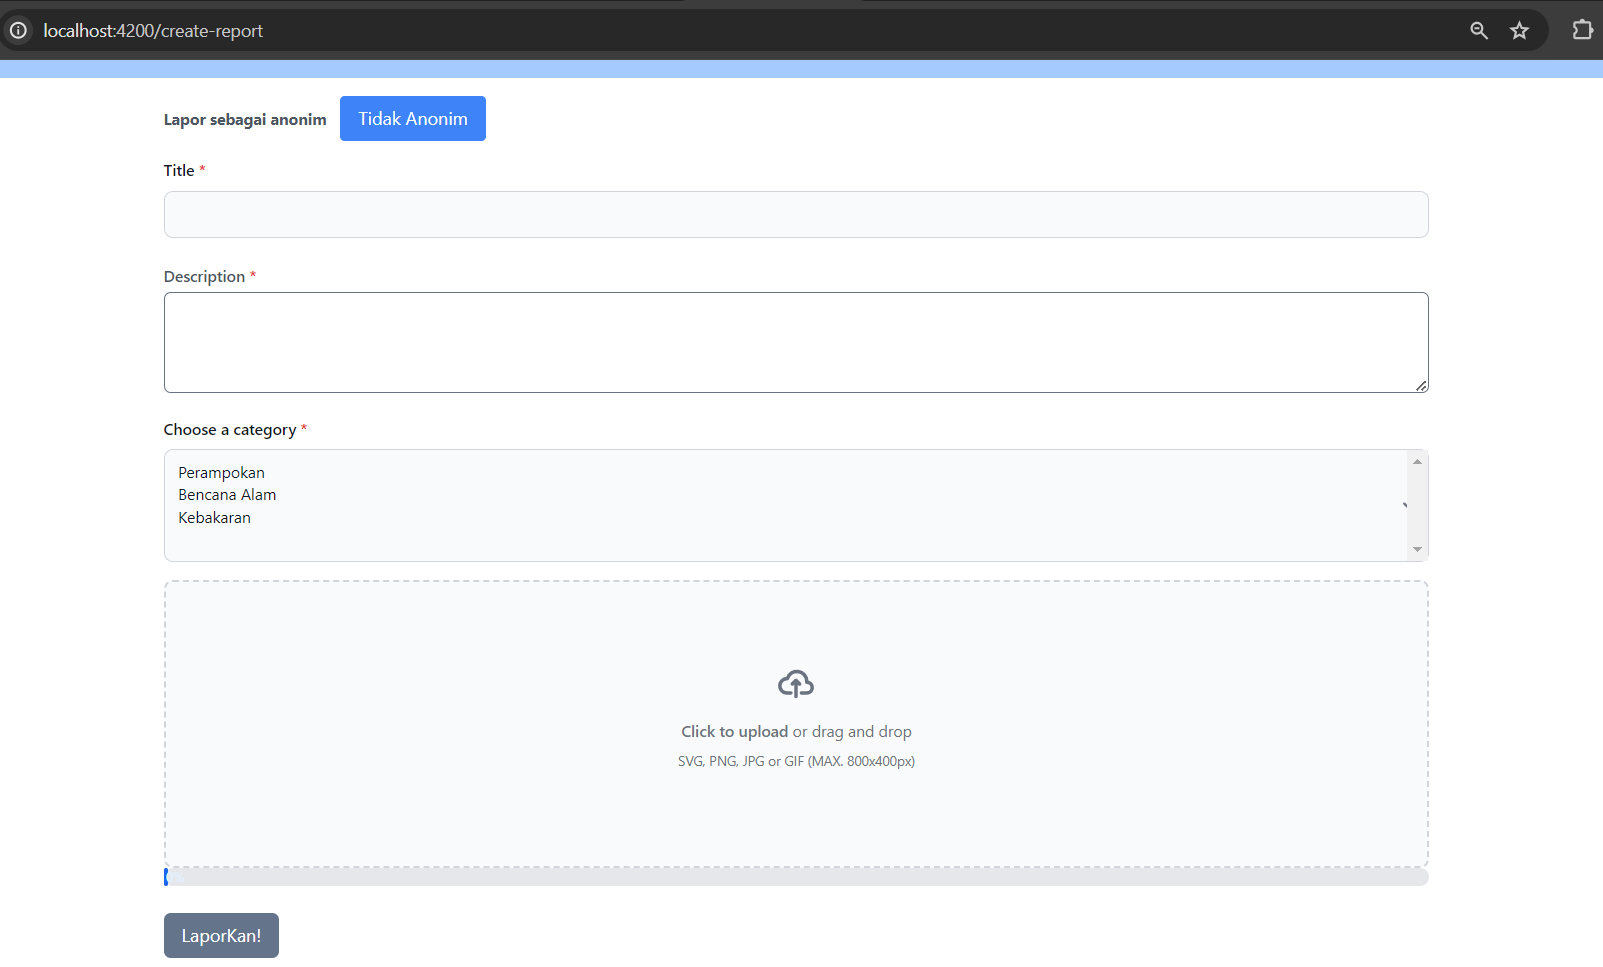 localhost:4200/create-report
Lapor sebagai anonim Tidak Anonim
Title *
Description *
Choose a category *
Perampokan
Bencana Alam
Kebakaran
Click to upload or drag and drop
SVG, PNG, JPG or GIF (MAX. 800x400px)
LaporKan!